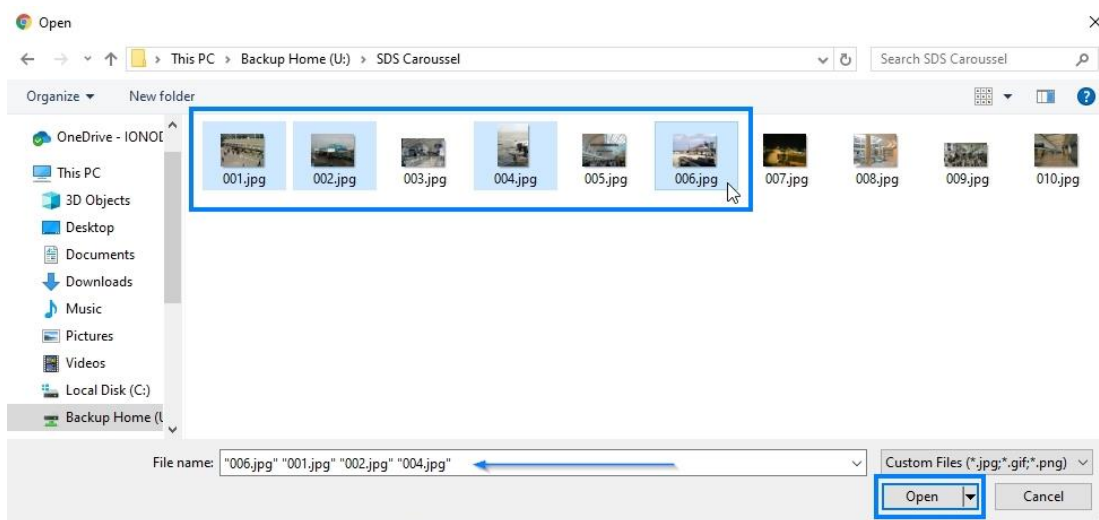 Open
This PC > Backup Home (U:) > SDS Caroussel
Search SDS Caroussel
Organize
New folder
OneDrive - IONOD
This PC
3D Objects
Desktop
Documents
Downloads
Music
Pictures
Videos
Local Disk (C:)
Backup Home (U
001.jpg
002.jpg
003.jpg
004.jpg
005.jpg
006.jpg
007.jpg
008.jpg
009.jpg
010.jpg
File name: "006.jpg" "001.jpg" "002.jpg" "004.jpg"
Custom Files (*.jpg;*.gif;*.png)
Open
Cancel